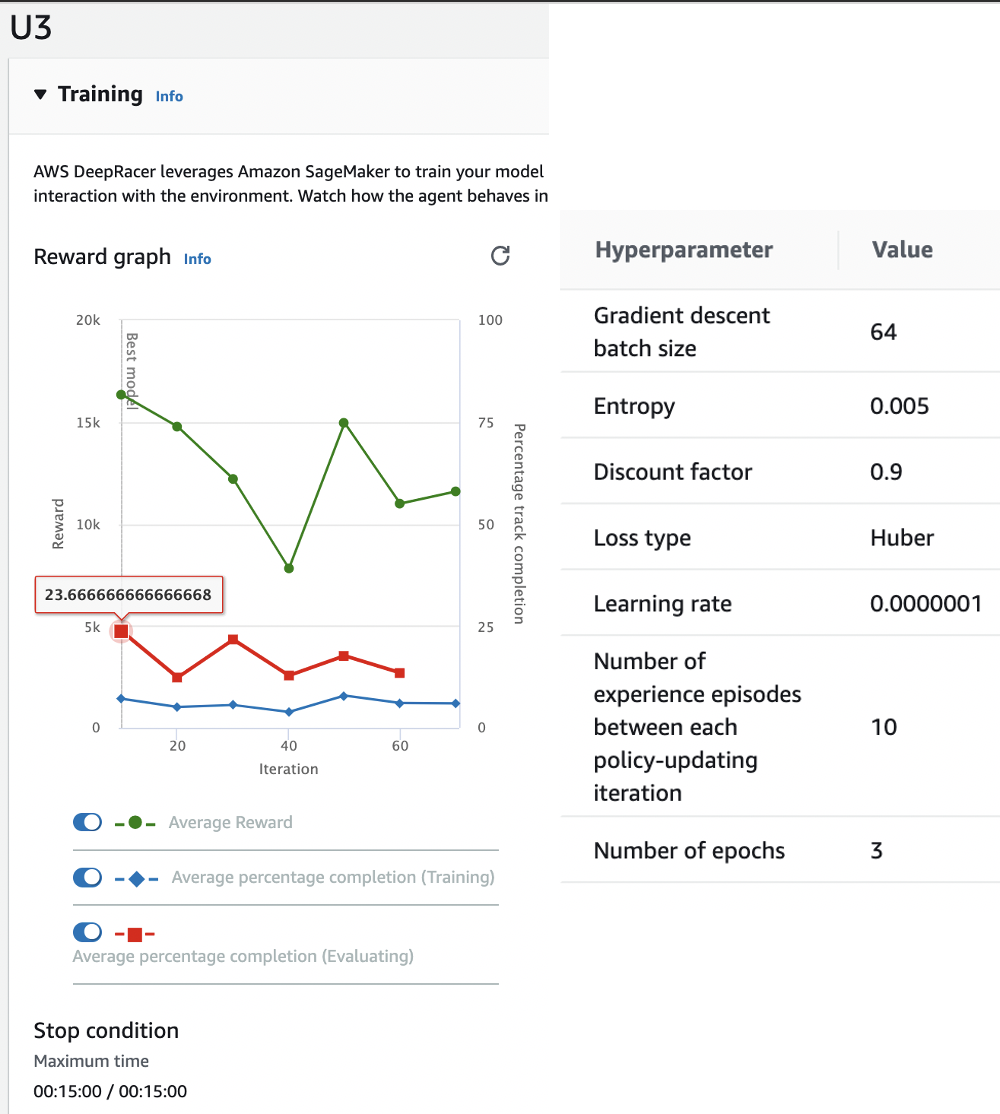 U3
Training Info
AWS DeepRacer leverages Amazon SageMaker to train your model
interaction with the environment. Watch how the agent behaves in
Reward graph Info
20k
15k
10k
5k
0
Reward
Best model
23.666666666666668
100
75
50
25
0
Percentage track completion
20
40
60
Iteration
Average Reward
Average percentage completion (Training)
Average percentage completion (Evaluating)
Stop condition
Maximum time
00:15:00 / 00:15:00
Hyperparameter Value
Gradient descent
batch size
64
Entropy 0.005
Discount factor 0.9
Loss type Huber
Learning rate 0.0000001
Number of
experience episodes
between each
policy-updating
iteration
10
Number of epochs 3